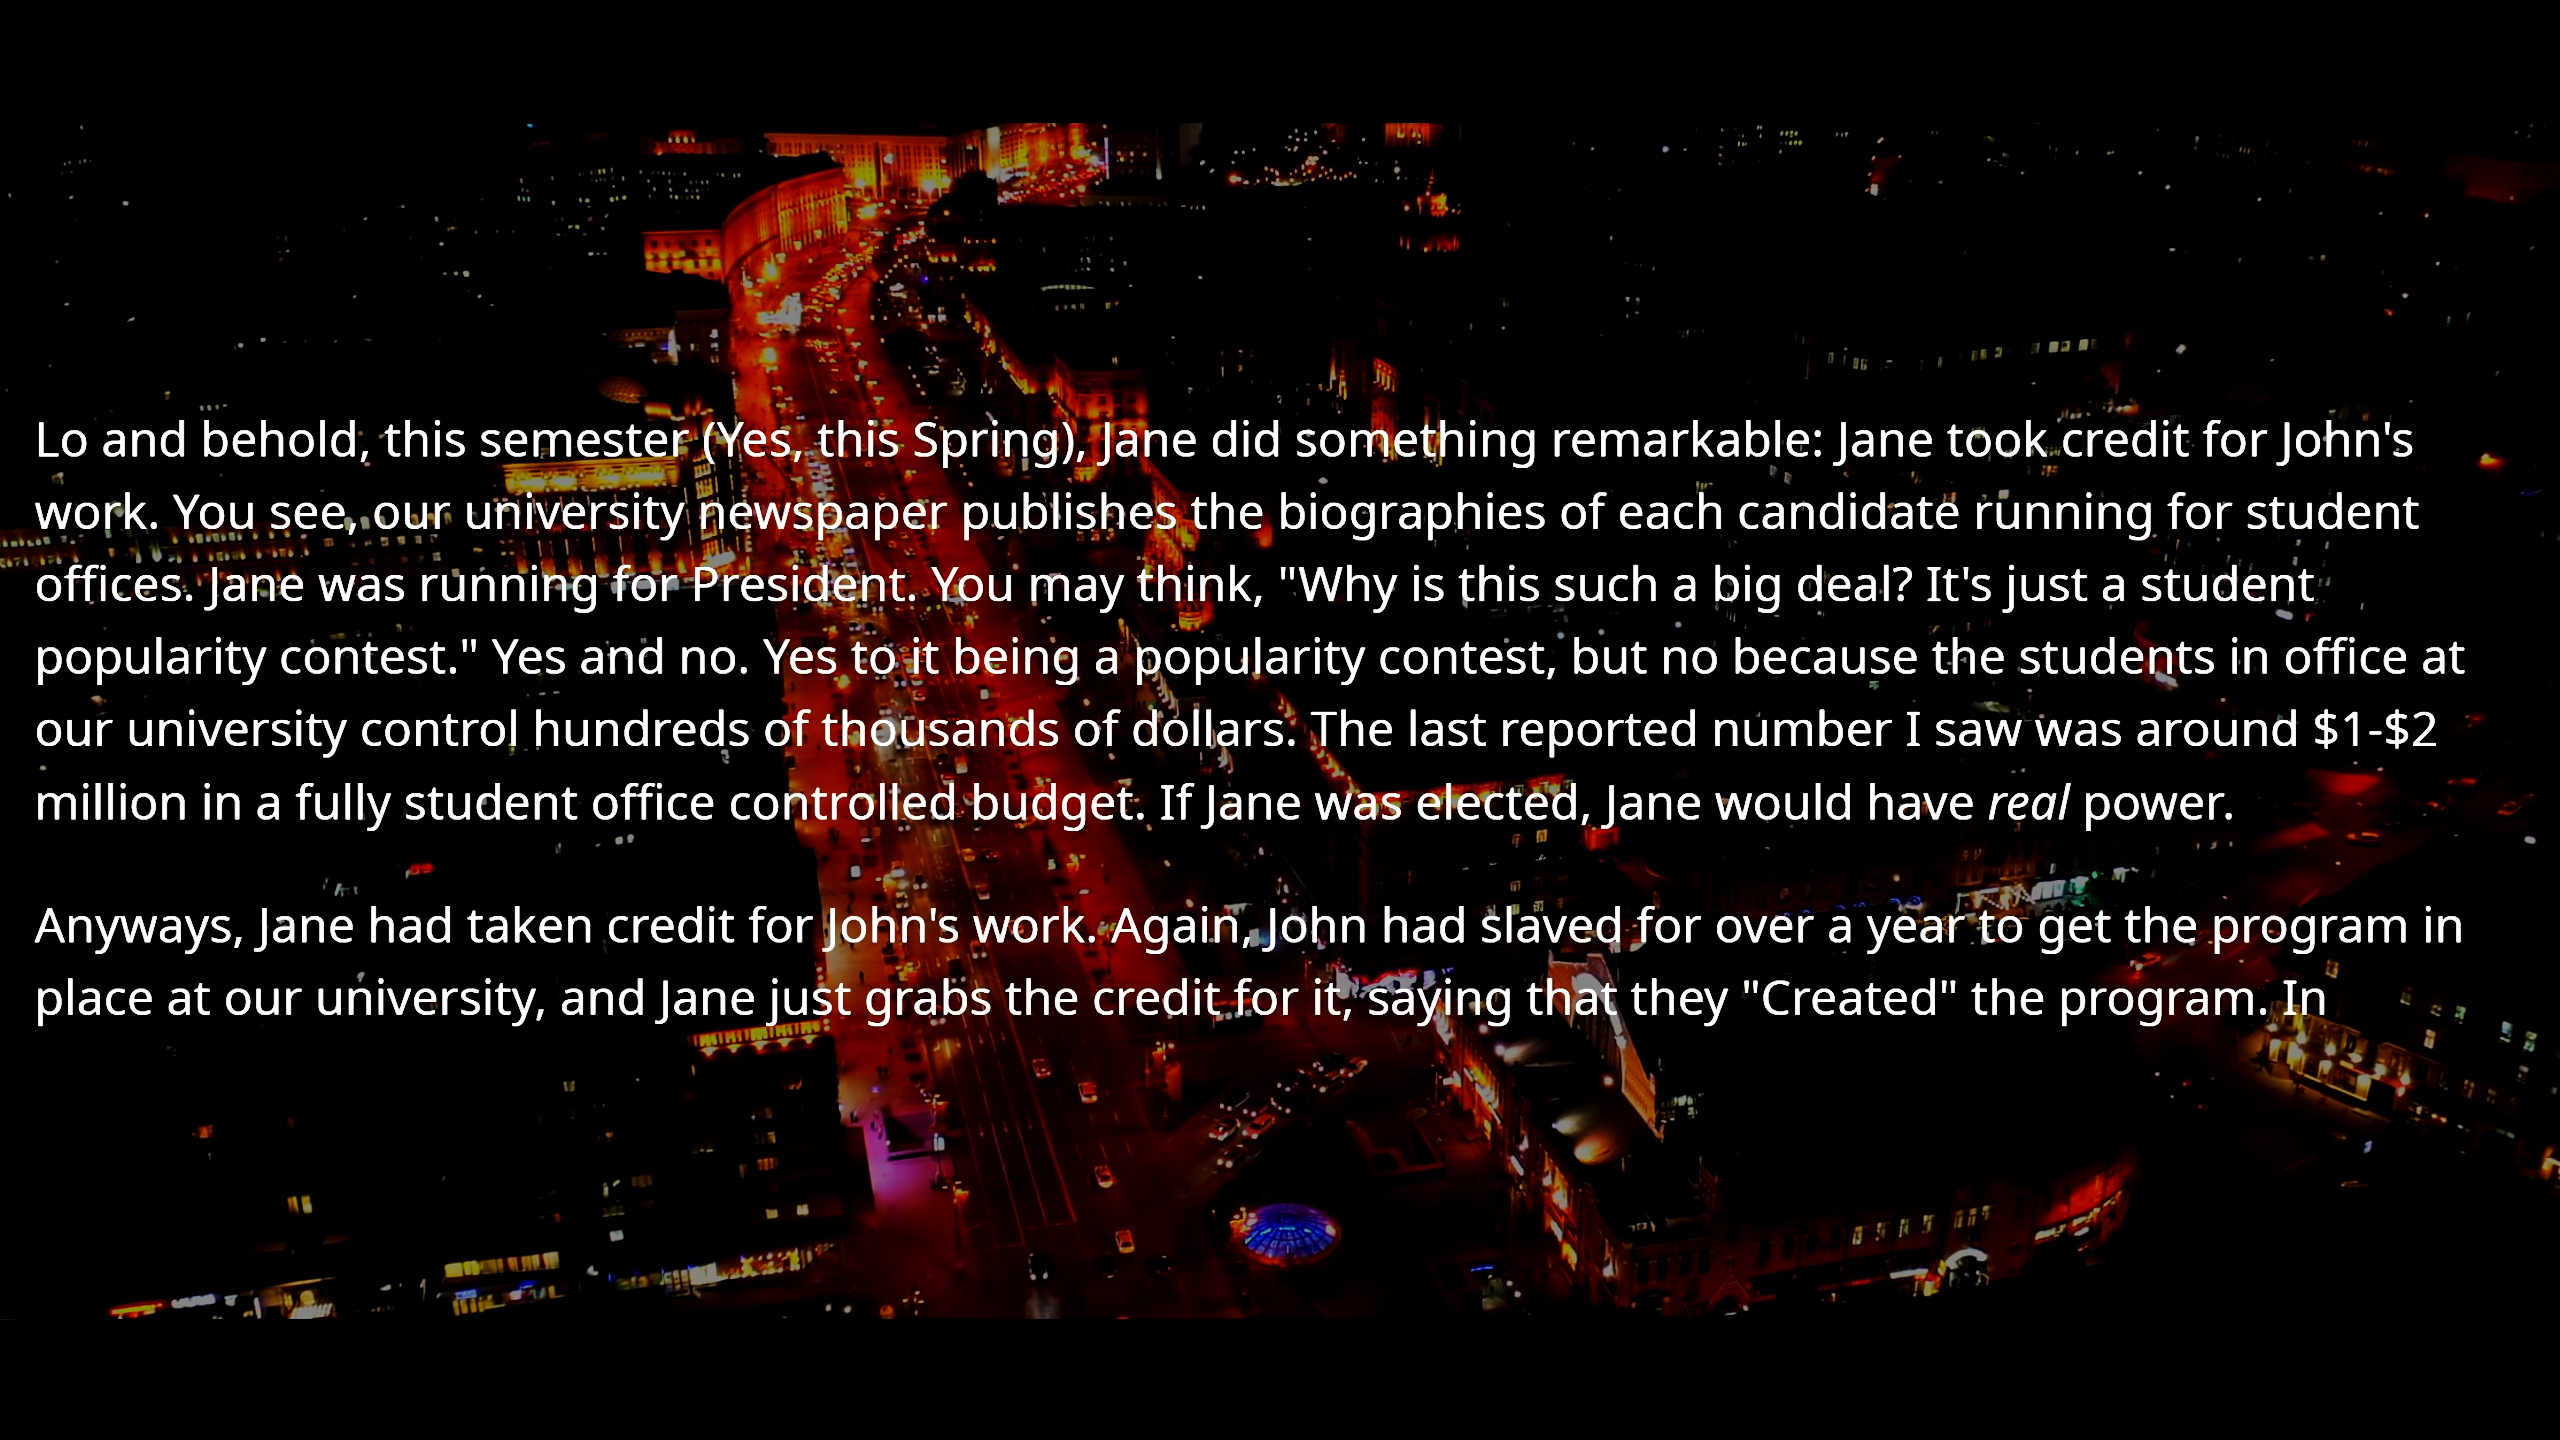 Lo and behold, this semester (Yes, this Spring), Jane did something remarkable: Jane took credit for John's
work. You see, our university newspaper publishes the biographies of each candidate running for student
offices. Jane was running for President. You may think, "Why is this such a big deal? It's just a student
popularity contest." Yes and no. Yes to it being a popularity contest, but no because the students in office at
our university control hundreds of thousands of dollars. The last reported number I saw was around $1-$2
million in a fully student office controlled budget. If Jane was elected, Jane would have real power.
Anyways, Jane had taken credit for John's work. Again, John had slaved for over a year to get the program in
place at our university, and Jane just grabs the credit for it, saying that they "Created" the program. In